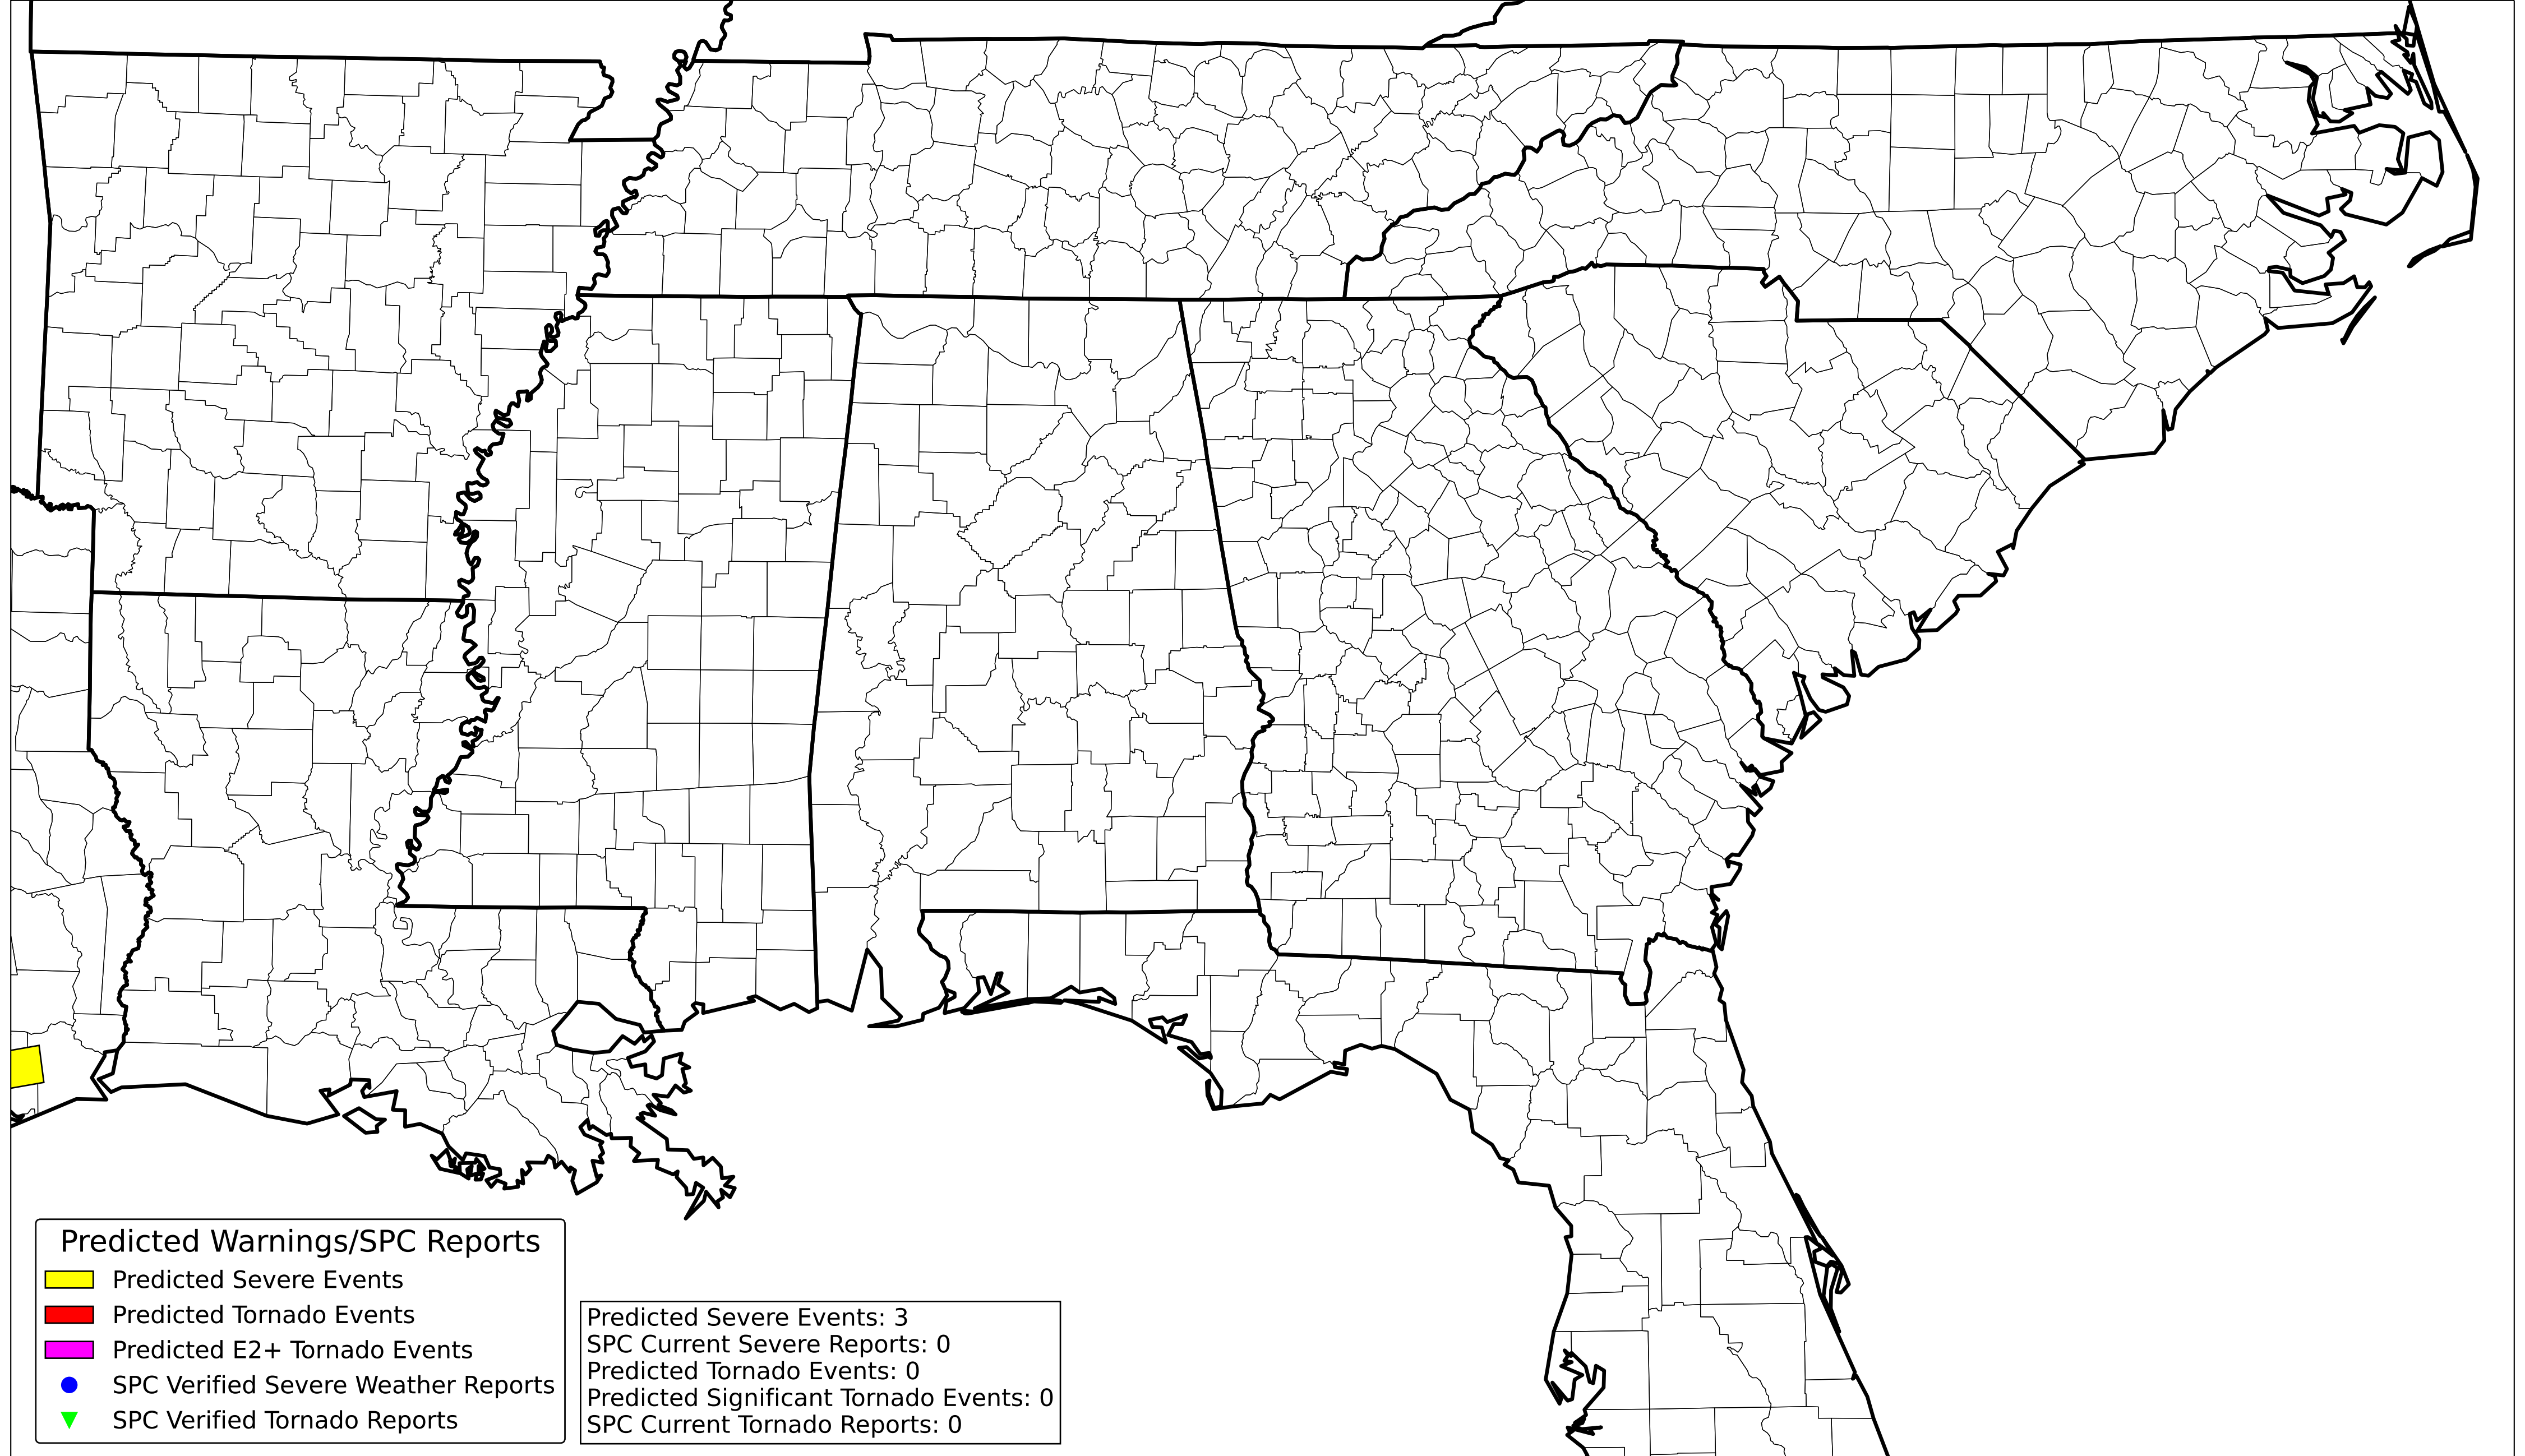 Predicted Warnings/SPC Reports
Predicted Severe Events
Predicted Tornado Events
Predicted E2+ Tornado Events
SPC Verified Severe Weather Reports
SPC Verified Tornado Reports
Predicted Severe Events: 3
SPC Current Severe Reports: 0
Predicted Tornado Events: 0
Predicted Significant Tornado Events: 0
SPC Current Tornado Reports: 0